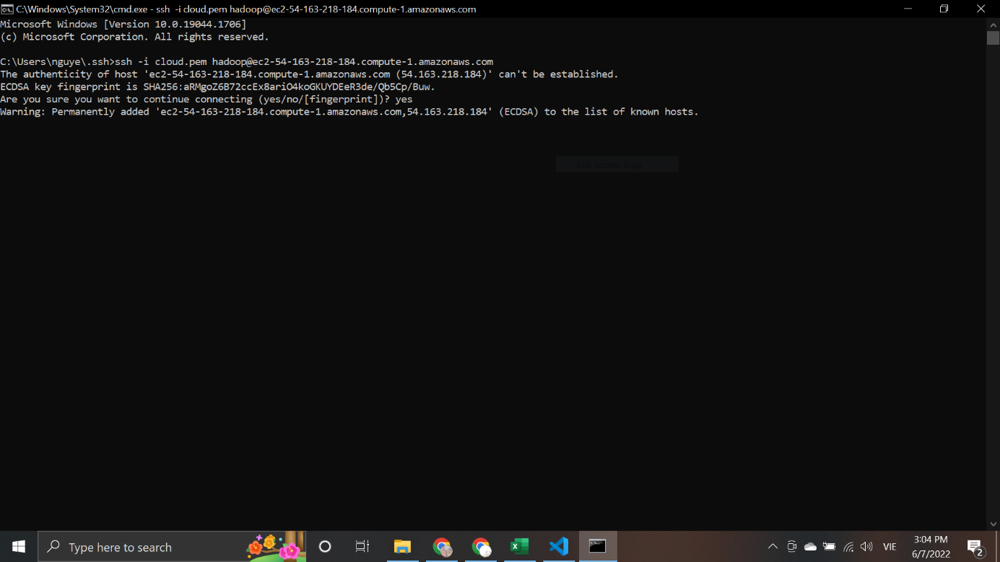 C:\Windows\System32\cmd.exe - ssh -i cloud.pem hadoop@ec2-54-163-218-184.compute-1.amazonaws.com
Microsoft Windows [Version 10.0.19044.1706]
(c) Microsoft Corporation. All rights reserved.
C:\Users\nguye\.ssh>ssh -i cloud.pem hadoop@ec2-54-163-218-184.compute-1.amazonaws.com
The authenticity of host 'ec2-54-163-218-184.compute-1.amazonaws.com (54.163.218.184)' can't be established.
ECDSA key fingerprint is SHA256:aRMgoZ6B72ccEx8ariO4koGKUYDEeR3de/Qb5Cp/Buw.
Are you sure you want to continue connecting (yes/no/[fingerprint])? yes
Warning: Permanently added 'ec2-54-163-218-184.compute-1.amazonaws.com,54.163.218.184' (ECDSA) to the list of known hosts.
Full-screen Snip
Type here to search
VIE
3:04 PM
6/7/2022
2